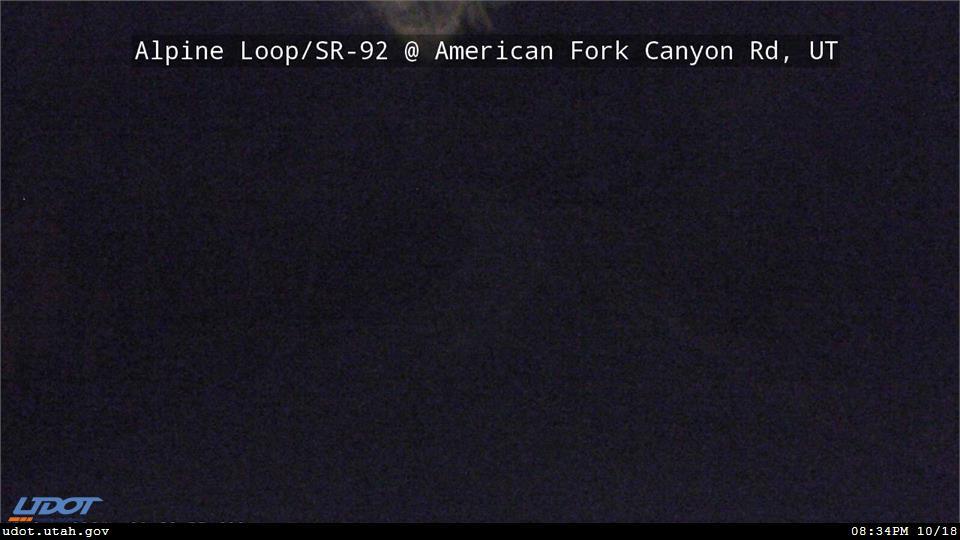 Alpine Loop/SR-92 @ American Fork Canyon Rd, UT
UDOT
udot.utah.gov
08:34PM 10/18